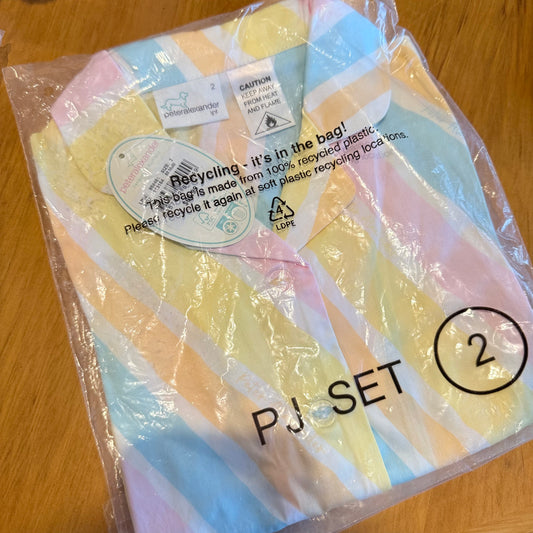 2
peteralexander
CAUTION
KEEP AWAY
FROM HEAT
AND FLAME
peteralexander
Recycling - it's in the bag!
This bag is made from 100% recycled plastic.
Please recycle it again at soft plastic recycling locations.
4
LDPE
PJ SET
2